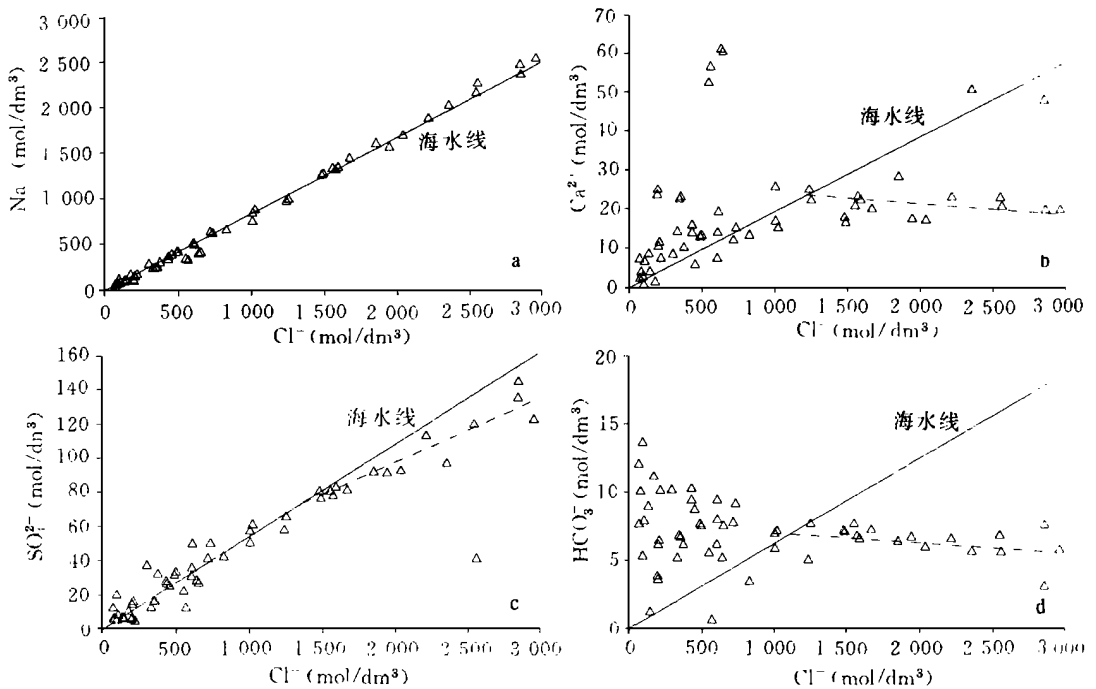 3 000
2 500
2 000
1 500
1 000
500
0
Na (mol/dm³)
海水线
a
0 500 1 000 1 500 2 000 2 500 3 000
Cl⁻ (mol/dm³)
70
60
50
10
30
20
10
0
Ca²⁺ (mol/dm³)
海水线
b
0 500 1 000 1 500 2 000 2 500 3 000
Cl⁻ (mol/dm³)
160
140
120
100
80
60
40
20
0
SO₄²⁻ (mol/dm³)
海水线
c
0 500 1 000 1 500 2 000 2 500 3 000
Cl⁻ (mol/dm³)
20
15
10
5
0
HCO₃⁻ (mol/dm³)
海水线
d
0 500 1 000 1 500 2 000 2 500 3 000
Cl⁻ (mol/dm³)